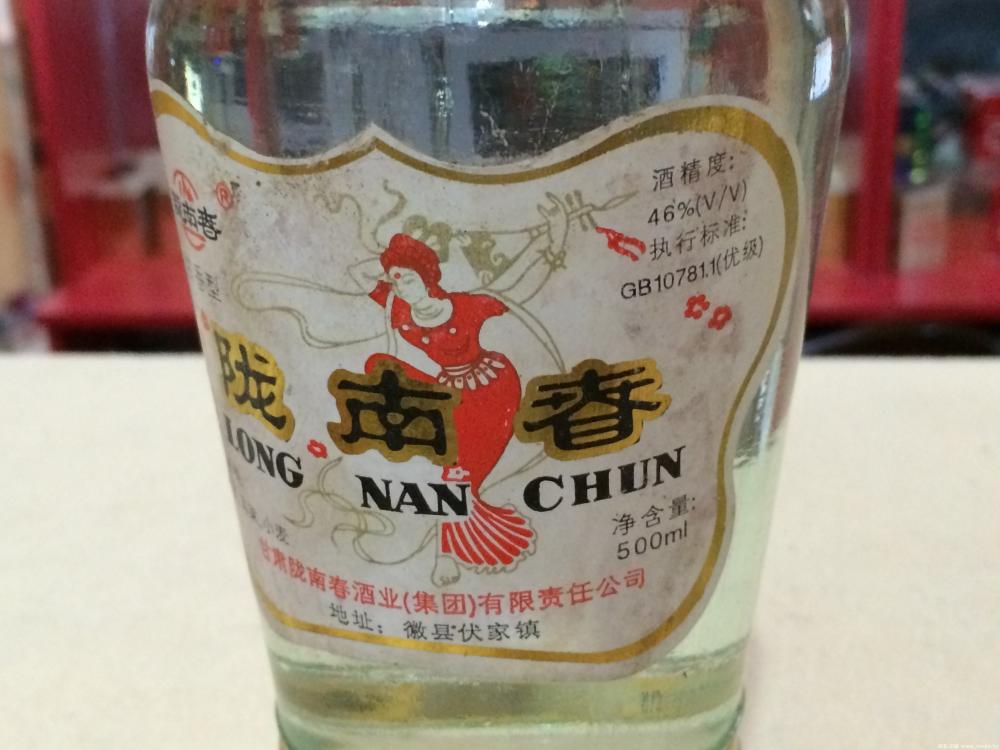 陇南春®
酒精度:
46%(V/V)
执行标准:
GB10781.1(优级)
陇南春
LONG NAN CHUN
小麦
净含量:
500ml
甘肃陇南春酒业(集团)有限责任公司
地址: 徽县伏家镇